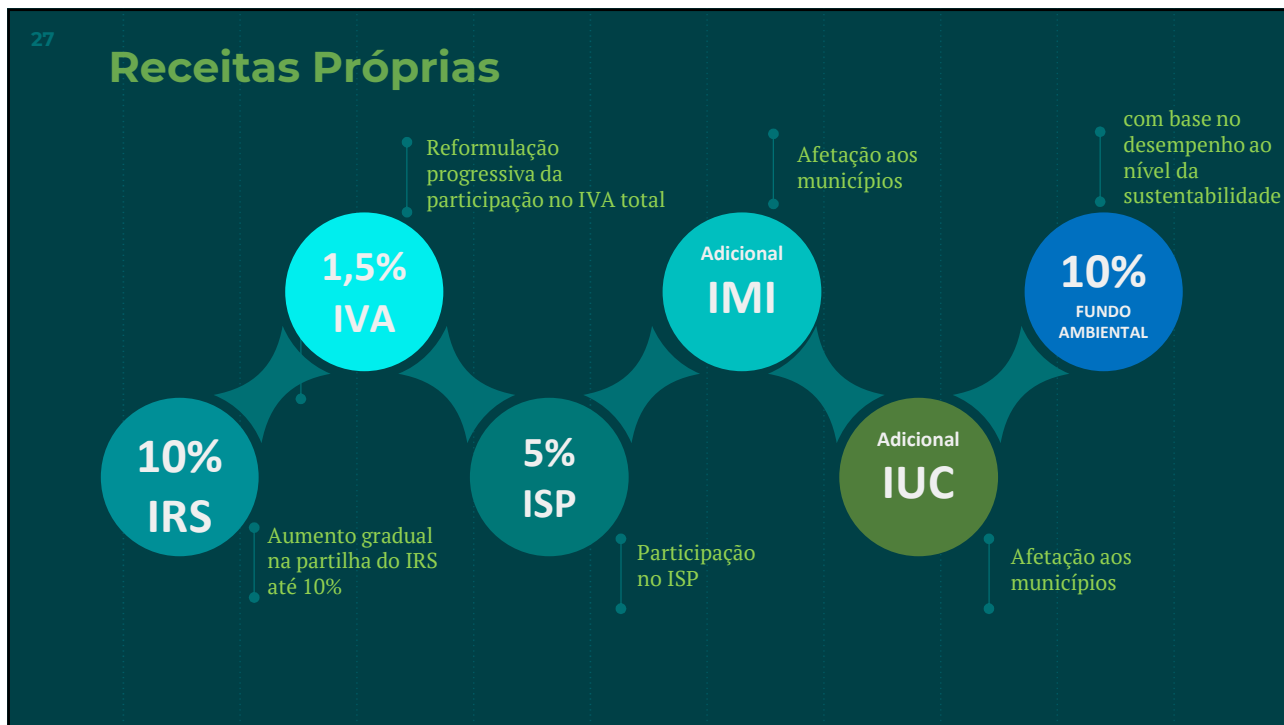 27
Receitas Próprias
10%
IRS
Aumento gradual
na partilha do IRS
até 10%
1,5%
IVA
Reformulação
progressiva da
participação no IVA total
5%
ISP
Participação
no ISP
Adicional
IMI
Afetação aos
municípios
Adicional
IUC
Afetação aos
municípios
10%
FUNDO
AMBIENTAL
com base no
desempenho ao
nível da
sustentabilidade